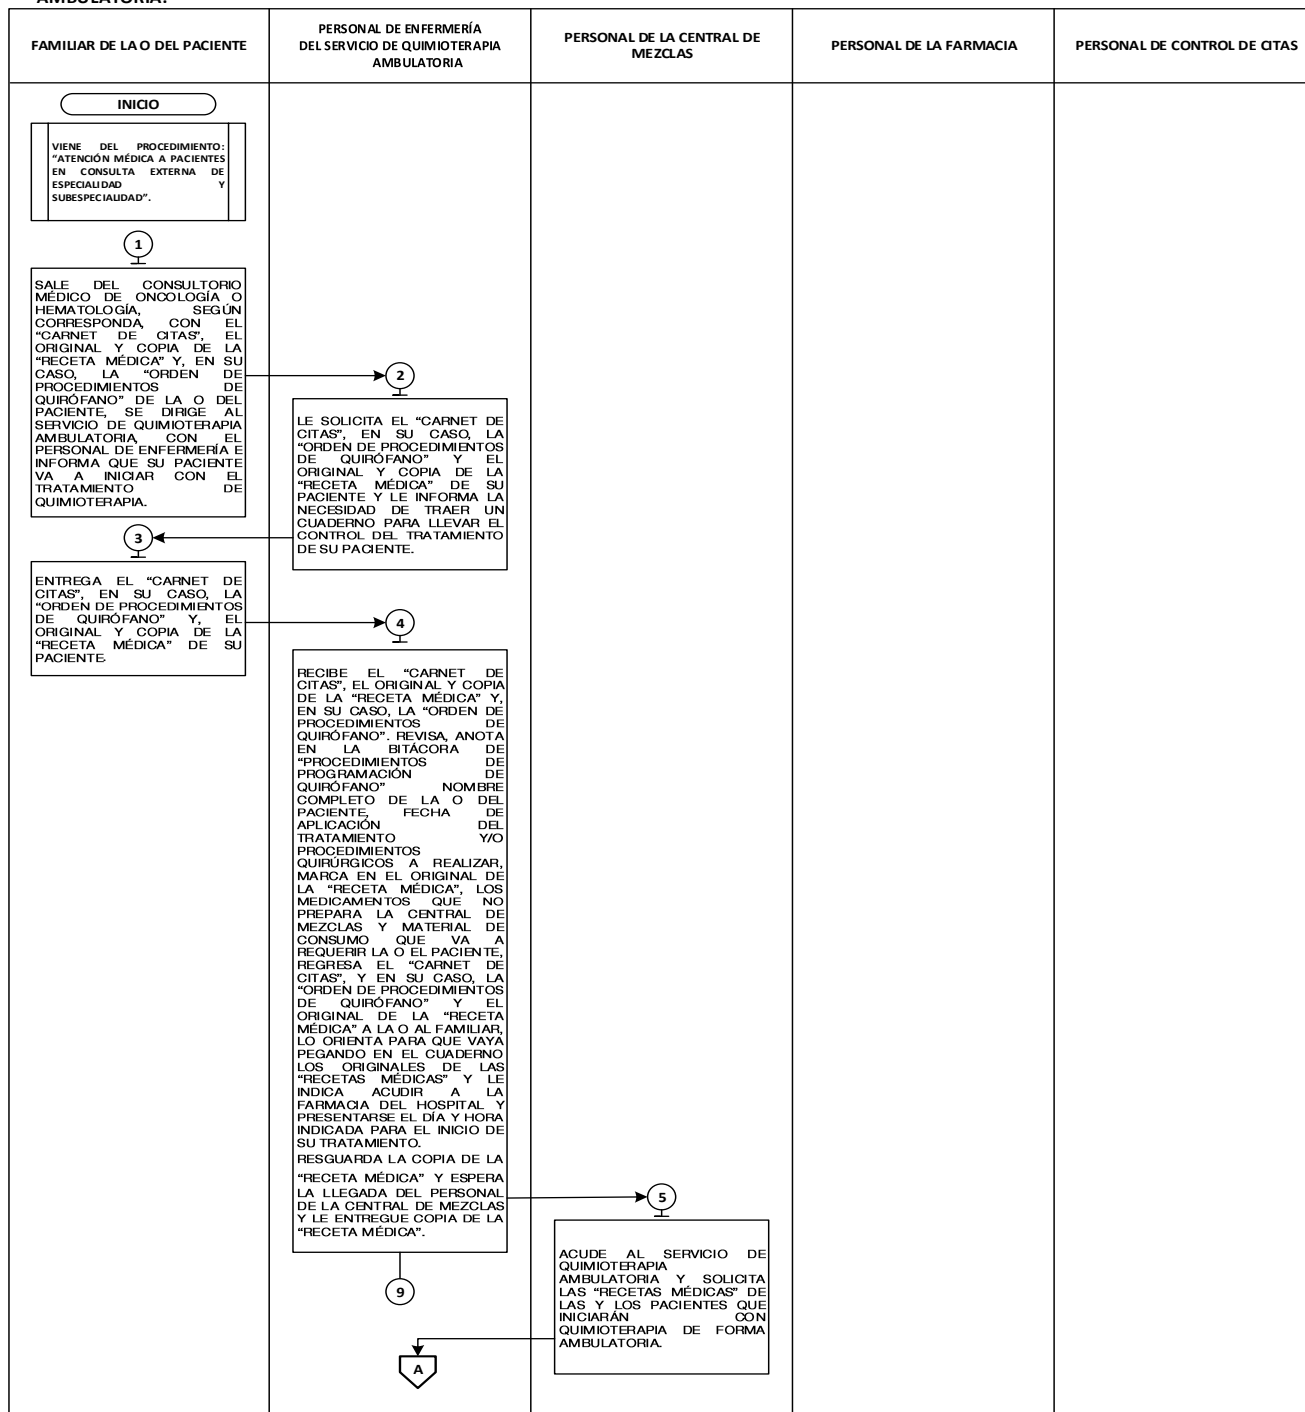 AMBULATORIA.
FAMILIAR DE LA O DEL PACIENTE
PERSONAL DE ENFERMERÍA
DEL SERVICIO DE QUIMIOTERAPIA
AMBULATORIA
PERSONAL DE LA CENTRAL DE
MEZCLAS
PERSONAL DE LA FARMACIA
PERSONAL DE CONTROL DE CITAS
INICIO
VIENE DEL PROCEDIMIENTO:
"ATENCIÓN MÉDICA A PACIENTES
EN CONSULTA EXTERNA DE
ESPECIALIDAD Y
SUBESPECIALIDAD".
1
SALE DEL CONSULTORIO
MÉDICO DE ONCOLOGÍA O
HEMATOLOGÍA, SEGÚN
CORRESPONDA, CON EL
"CARNET DE CITAS", EL
ORIGINAL Y COPIA DE LA
"RECETA MÉDICA" Y, EN SU
CASO, LA "ORDEN DE
PROCEDIMIENTOS DE
QUIRÓFANO" DE LA O DEL
PACIENTE, SE DIRIGE AL
SERVICIO DE QUIMIOTERAPIA
AMBULATORIA, CON EL
PERSONAL DE ENFERMERÍA E
INFORMA QUE SU PACIENTE
VA A INICIAR CON EL
TRATAMIENTO DE
QUIMIOTERAPIA.
2
LE SOLICITA EL "CARNET DE
CITAS", EN SU CASO, LA
"ORDEN DE PROCEDIMIENTOS
DE QUIRÓFANO" Y EL
ORIGINAL Y COPIA DE LA
"RECETA MÉDICA" DE SU
PACIENTE Y LE INFORMA LA
NECESIDAD DE TRAER UN
CUADERNO PARA LLEVAR EL
CONTROL DEL TRATAMIENTO
DE SU PACIENTE.
3
ENTREGA EL "CARNET DE
CITAS", EN SU CASO, LA
"ORDEN DE PROCEDIMIENTOS
DE QUIRÓFANO" Y, EL
ORIGINAL Y COPIA DE LA
"RECETA MÉDICA" DE SU
PACIENTE.
4
RECIBE EL "CARNET DE
CITAS", EL ORIGINAL Y COPIA
DE LA "RECETA MÉDICA" Y,
EN SU CASO, LA "ORDEN DE
PROCEDIMIENTOS DE
QUIRÓFANO". REVISA, ANOTA
EN LA BITÁCORA DE
"PROCEDIMIENTOS DE
PROGRAMACIÓN DE
QUIRÓFANO" NOMBRE
COMPLETO DE LA O DEL
PACIENTE, FECHA DE
APLICACIÓN DEL
TRATAMIENTO Y/O
PROCEDIMIENTOS
QUIRÚRGICOS A REALIZAR,
MARCA EN EL ORIGINAL DE
LA "RECETA MÉDICA", LOS
MEDICAMENTOS QUE NO
PREPARA LA CENTRAL DE
MEZCLAS Y MATERIAL DE
CONSUMO QUE VA A
REQUERIR LA O EL PACIENTE,
REGRESA EL "CARNET DE
CITAS", Y EN SU CASO, LA
"ORDEN DE PROCEDIMIENTOS
DE QUIRÓFANO" Y EL
ORIGINAL DE LA "RECETA
MÉDICA" A LA O AL FAMILIAR,
LO ORIENTA PARA QUE VAYA
PEGANDO EN EL CUADERNO
LOS ORIGINALES DE LAS
"RECETAS MÉDICAS" Y LE
INDICA ACUDIR A LA
FARMACIA DEL HOSPITAL Y
PRESENTARSE EL DÍA Y HORA
INDICADA PARA EL INICIO DE
SU TRATAMIENTO.
RESGUARDA LA COPIA DE LA
"RECETA MÉDICA" Y ESPERA
LA LLEGADA DEL PERSONAL
DE LA CENTRAL DE MEZCLAS
Y LE ENTREGUE COPIA DE LA
"RECETA MÉDICA".
5
ACUDE AL SERVICIO DE
QUIMIOTERAPIA
AMBULATORIA Y SOLICITA
LAS "RECETAS MÉDICAS" DE
LAS Y LOS PACIENTES QUE
INICIARÁN CON
QUIMIOTERAPIA DE FORMA
AMBULATORIA.
9
A